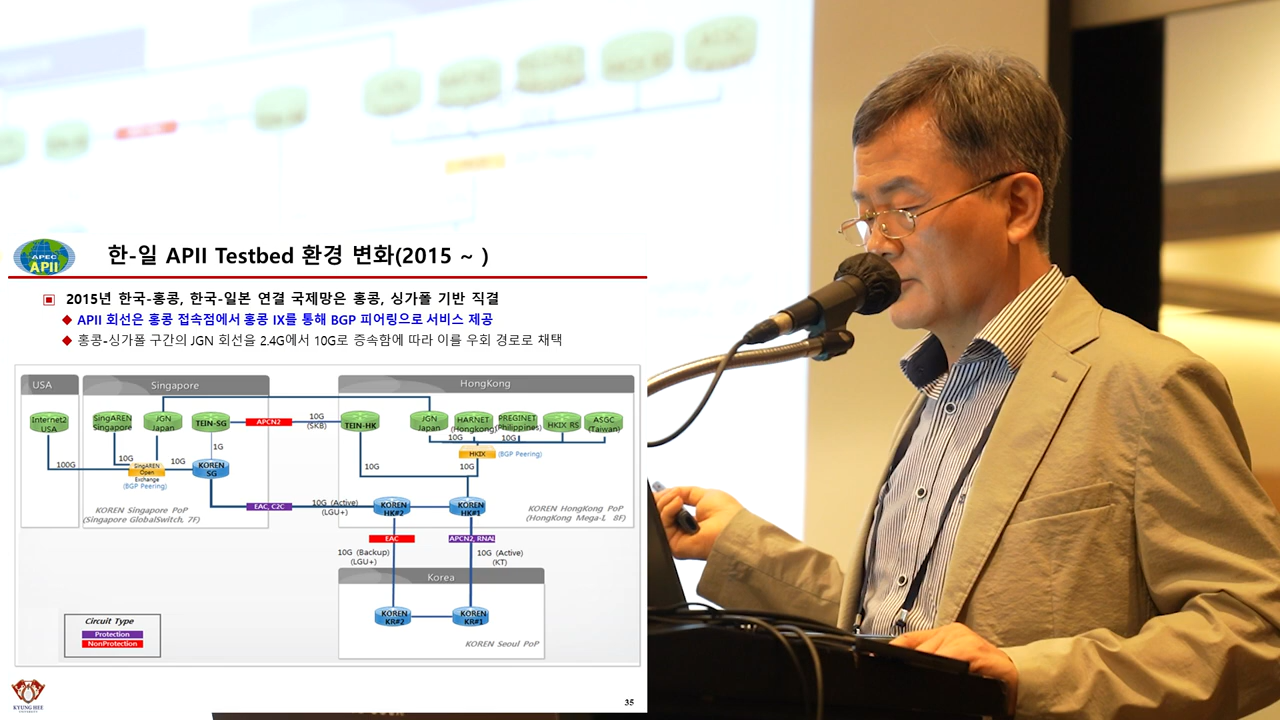 APEC
APII
한-일 APII Testbed 환경 변화(2015 ~ )
2015년 한국-홍콩, 한국-일본 연결 국제망은 홍콩, 싱가폴 기반 직결
APII 회선은 홍콩 접속점에서 홍콩 IX를 통해 BGP 피어링으로 서비스 제공
홍콩-싱가폴 구간의 JGN 회선을 2.4G에서 10G로 증속함에 따라 이를 우회 경로로 채택
USA
Singapore
HongKong
Internet2
USA
SingAREN
Singapore
JGN
Japan
TEIN-SG
APCN2
10G
(SKB)
TEIN-HK
JGN
Japan
HARNET
(Hongkong)
PREGINET
(Philippines)
HKIX RS
ASGC
(Taiwan)
10G
10G
1G
HKIX
(BGP Peering)
100G
10G
SingAREN
Open
Exchange
(BGP Peering)
10G
KOREN
SG
10G
10G
EAC, C2C
10G (Active)
(LGU+)
KOREN
HK#2
KOREN
HK#1
KOREN Singapore PoP
(Singapore GlobalSwitch, 7F)
KOREN HongKong PoP
(HongKong Mega-L 8F)
EAC
APCN2, RNAL
10G (Backup)
(LGU+)
10G (Active)
(KT)
Korea
KOREN
KR#2
KOREN
KR#1
KOREN Seoul PoP
Circuit Type
Protection
NonProtection
KYUNG HEE
UNIVERSITY
35